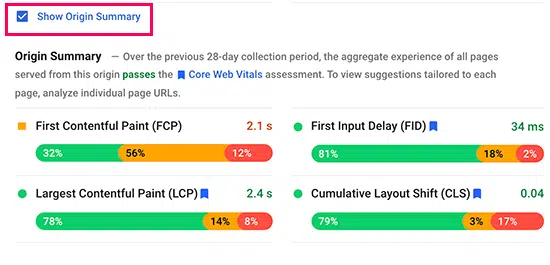 Show Origin Summary
Origin Summary — Over the previous 28-day collection period, the aggregate experience of all pages
served from this origin passes the Core Web Vitals assessment. To view suggestions tailored to each
page, analyze individual page URLs.
First Contentful Paint (FCP) 2.1 s
32% 56% 12%
First Input Delay (FID) 34 ms
81% 18% 2%
Largest Contentful Paint (LCP) 2.4 s
78% 14% 8%
Cumulative Layout Shift (CLS) 0.04
79% 3% 17%